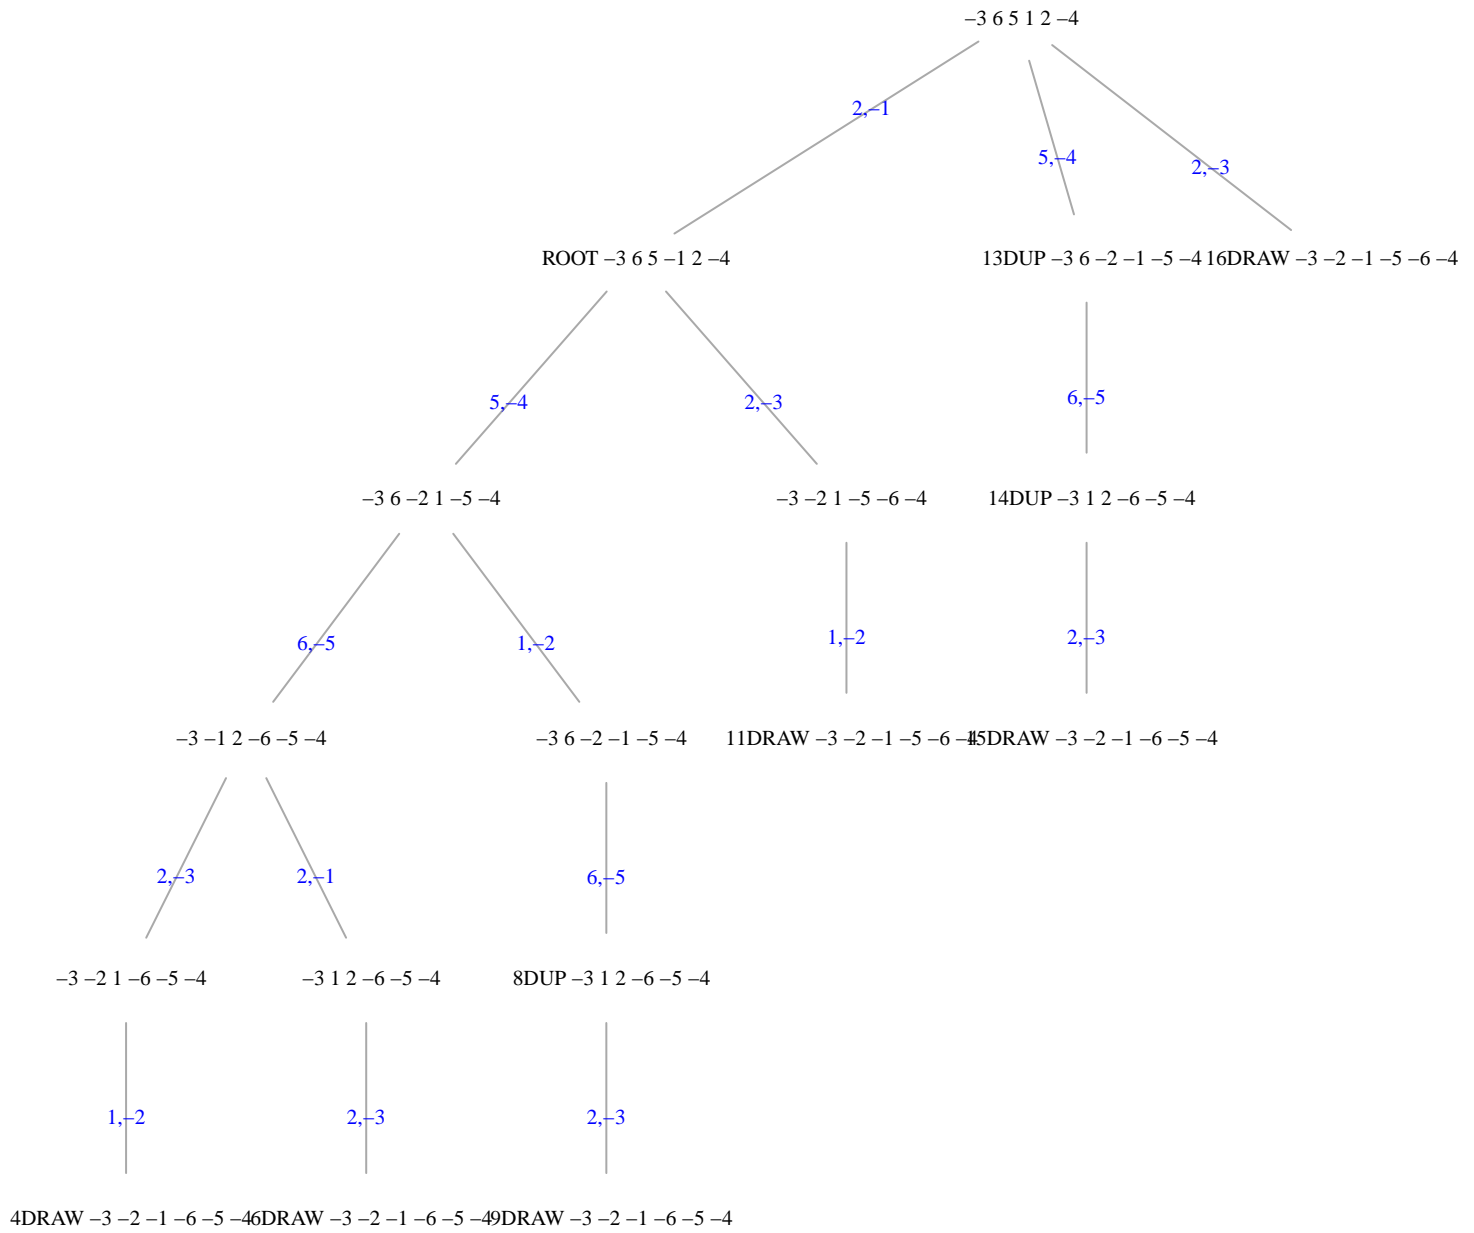 −3 6 5 1 2 −4
2,−1
5,−4
2,−3
ROOT −3 6 5 −1 2 −4
13DUP −3 6 −2 −1 −5 −4
16DRAW −3 −2 −1 −5 −6 −4
5,−4
2,−3
6,−5
−3 6 −2 1 −5 −4
−3 −2 1 −5 −6 −4
14DUP −3 1 2 −6 −5 −4
6,−5
1,−2
1,−2
2,−3
−3 −1 2 −6 −5 −4
−3 6 −2 −1 −5 −4
11DRAW −3 −2 −1 −5 −6 −4
15DRAW −3 −2 −1 −6 −5 −4
2,−3
2,−1
6,−5
−3 −2 1 −6 −5 −4
−3 1 2 −6 −5 −4
8DUP −3 1 2 −6 −5 −4
1,−2
2,−3
2,−3
4DRAW −3 −2 −1 −6 −5 −4
6DRAW −3 −2 −1 −6 −5 −4
9DRAW −3 −2 −1 −6 −5 −4